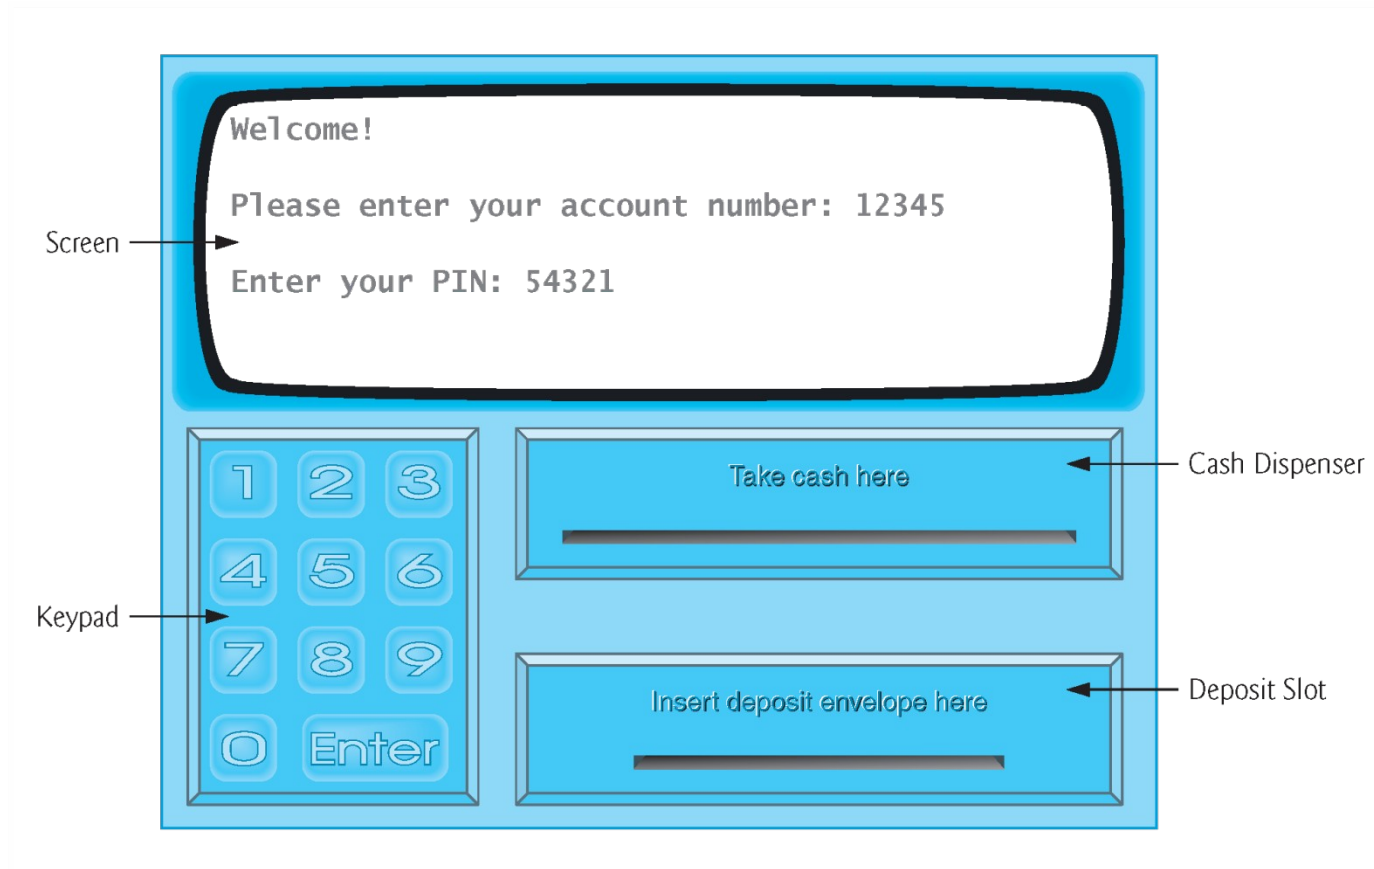 Welcome!
Please enter your account number: 12345
Screen
Enter your PIN: 54321
1 2 3
4 5 6
Keypad
7 8 9
0 Enter
Take cash here
Cash Dispenser
Insert deposit envelope here
Deposit Slot